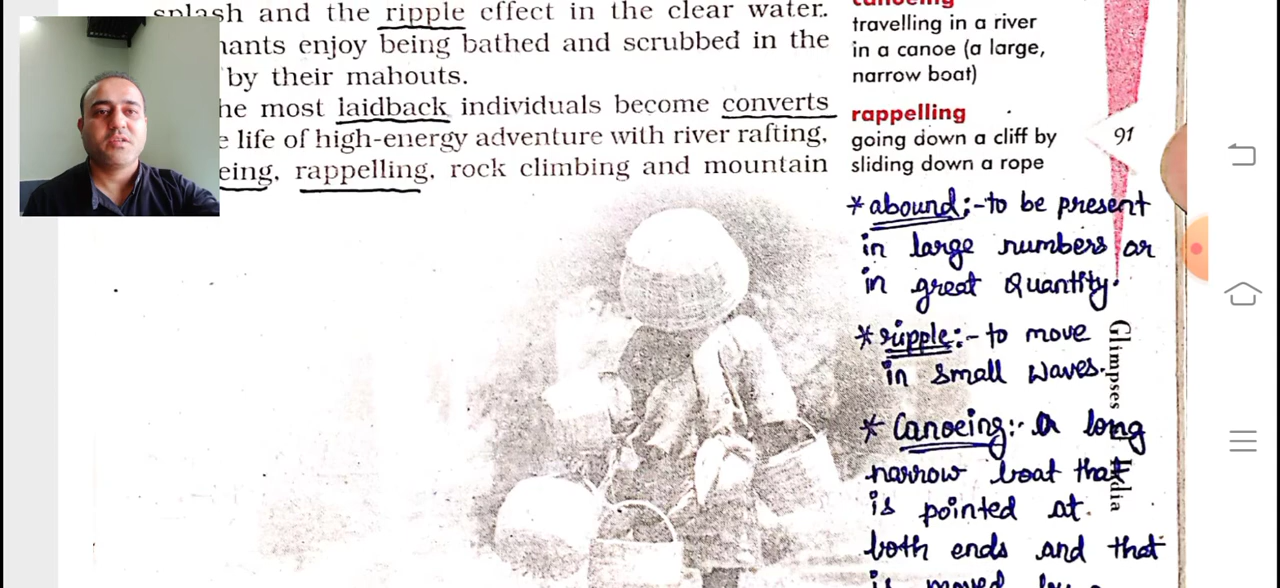 splash and the ripple effect in the clear water.
hants enjoy being bathed and scrubbed in the
by their mahouts.
he most laidback individuals become converts
e life of high-energy adventure with river rafting,
eing, rappelling, rock climbing and mountain
canoeing
travelling in a river
in a canoe (a large,
narrow boat)
rappelling
going down a cliff by
sliding down a rope
91
* abound:-to be present
in large numbers or
in great Quantity.
* ripple:- to move
in small waves.
* Canoeing:- a long
narrow boat that
is pointed at
both ends and that
is moved
Glimpses India